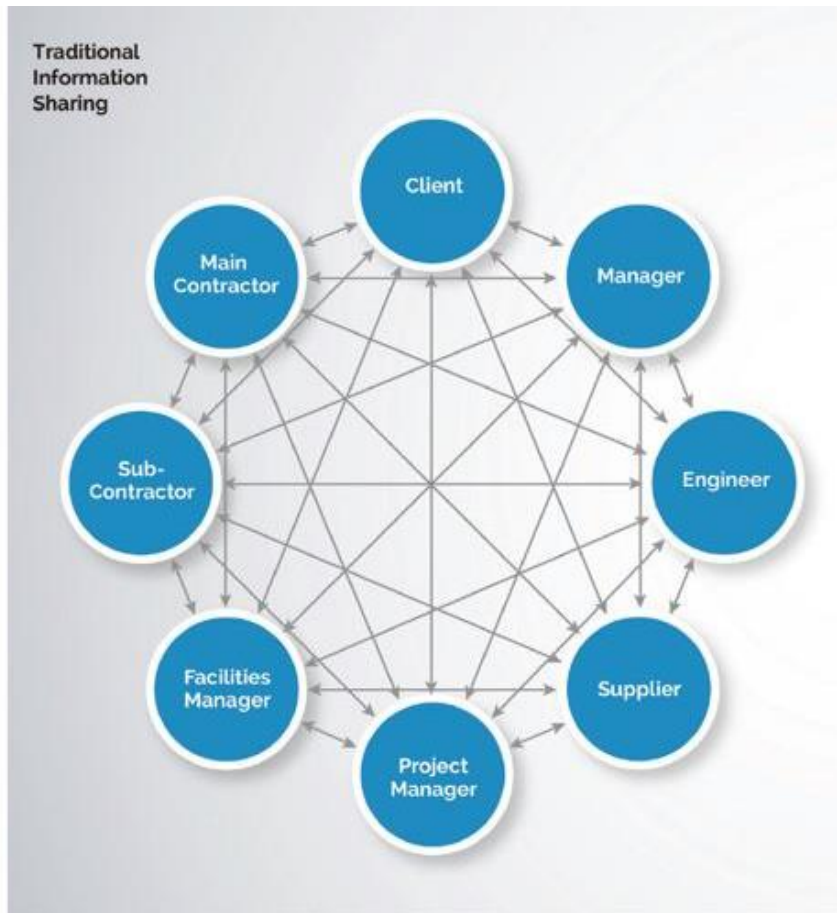 Traditional
Information
Sharing
Client
Manager
Main
Contractor
Sub-
Contractor
Engineer
Facilities
Manager
Supplier
Project
Manager